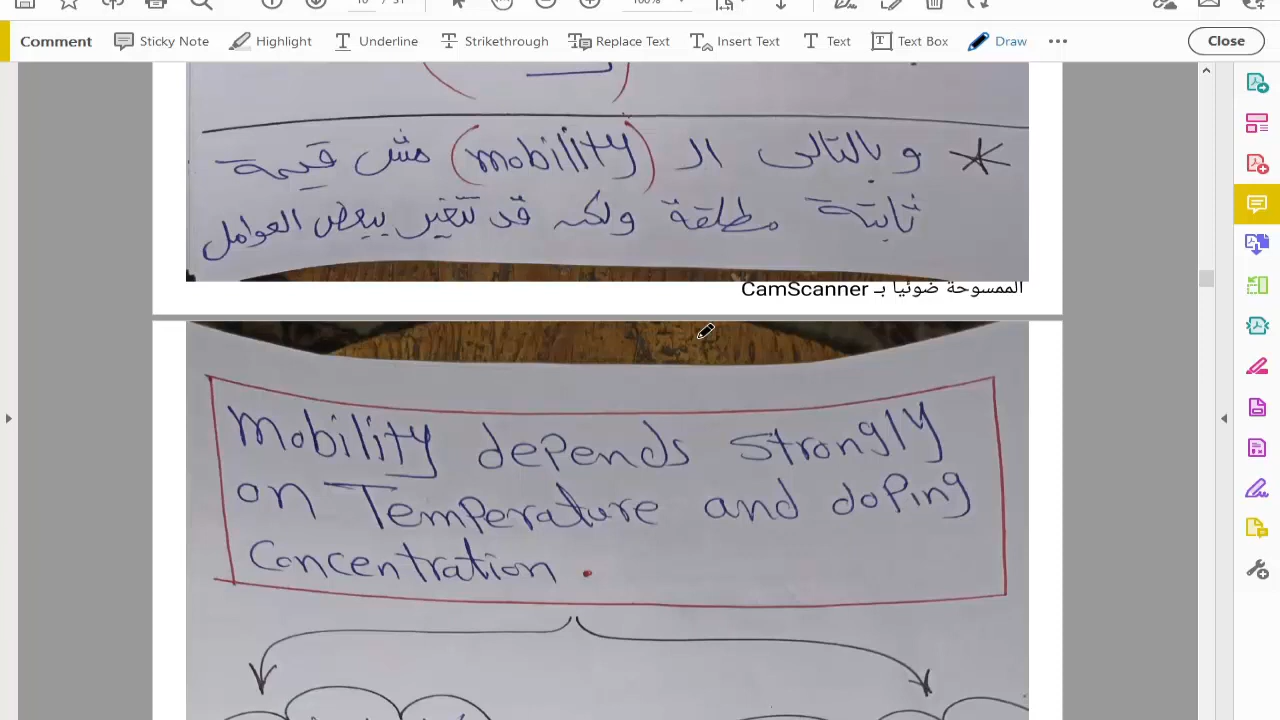 Comment Sticky Note Highlight Underline Strikethrough Replace Text Insert Text Text Text Box Draw Close
و بالتالى الـ (mobility) مش قيمة
ثابتة مطلقة ولكن قد تتغير ببعض العوامل
الممسوحة ضوئيا بـ CamScanner
Mobility depends strongly
on Temperature and doping
Concentration .